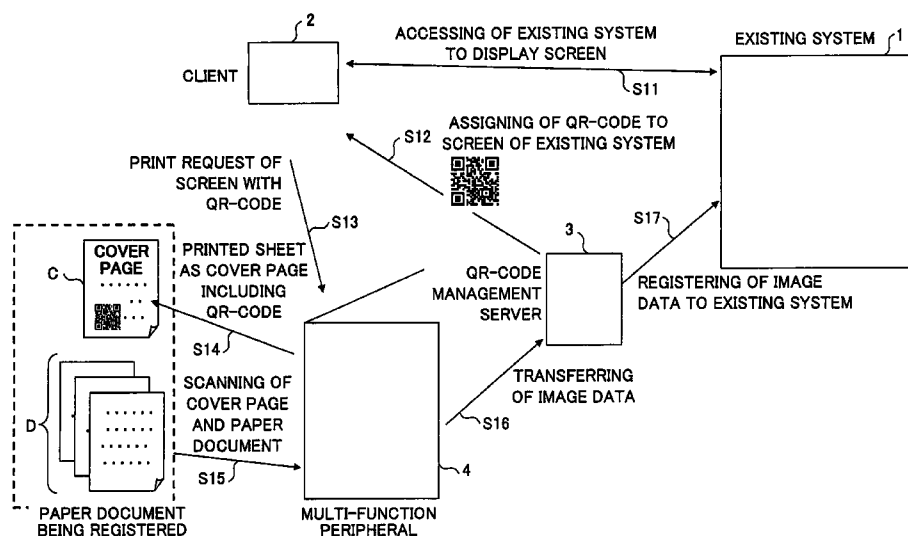 2
ACCESSING OF EXISTING SYSTEM
TO DISPLAY SCREEN
EXISTING SYSTEM
1
CLIENT
S11
S12
ASSIGNING OF QR-CODE TO
SCREEN OF EXISTING SYSTEM
PRINT REQUEST OF
SCREEN WITH
QR-CODE
S13
S17
3
COVER
PAGE
C
PRINTED SHEET
AS COVER PAGE
INCLUDING
QR-CODE
QR-CODE
MANAGEMENT
SERVER
REGISTERING OF IMAGE
DATA TO EXISTING SYSTEM
S14
SCANNING OF
COVER PAGE
AND PAPER
DOCUMENT
TRANSFERRING
OF IMAGE DATA
D
S16
S15
4
PAPER DOCUMENT
BEING REGISTERED
MULTI-FUNCTION
PERIPHERAL